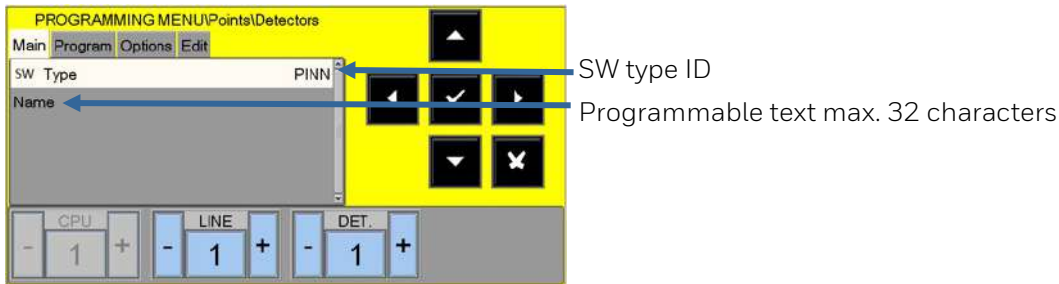 PROGRAMMING MENU\Points\Detectors
Main Program Options Edit
SW Type PINN
Name
SW type ID
Programmable text max. 32 characters
CPU LINE DET.
- 1 + - 1 + - 1 +